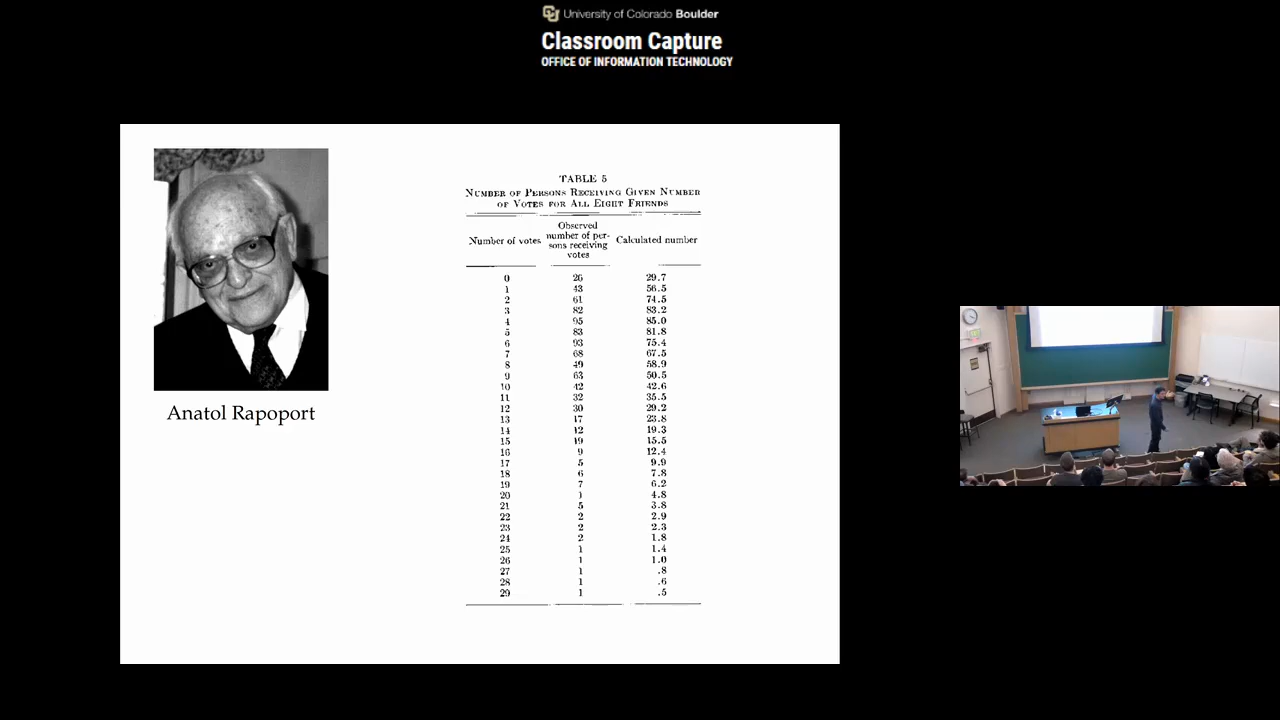 University of Colorado Boulder
Classroom Capture
OFFICE OF INFORMATION TECHNOLOGY
Anatol Rapoport
TABLE 5
NUMBER OF PERSONS RECEIVING GIVEN NUMBER
OF VOTES FOR ALL EIGHT FRIENDS
Number of votes Observed number of per-sons receiving votes Calculated number
0 26 29.7
1 43 56.5
2 61 74.5
3 82 83.2
4 95 85.0
5 83 81.8
6 93 75.4
7 68 67.5
8 49 58.9
9 63 50.5
10 42 42.6
11 32 35.5
12 30 29.2
13 17 23.8
14 12 19.3
15 19 15.5
16 9 12.4
17 5 9.9
18 6 7.8
19 7 6.2
20 1 4.8
21 5 3.8
22 2 2.9
23 2 2.3
24 2 1.8
25 1 1.4
26 1 1.0
27 1 .8
28 1 .6
29 1 .5